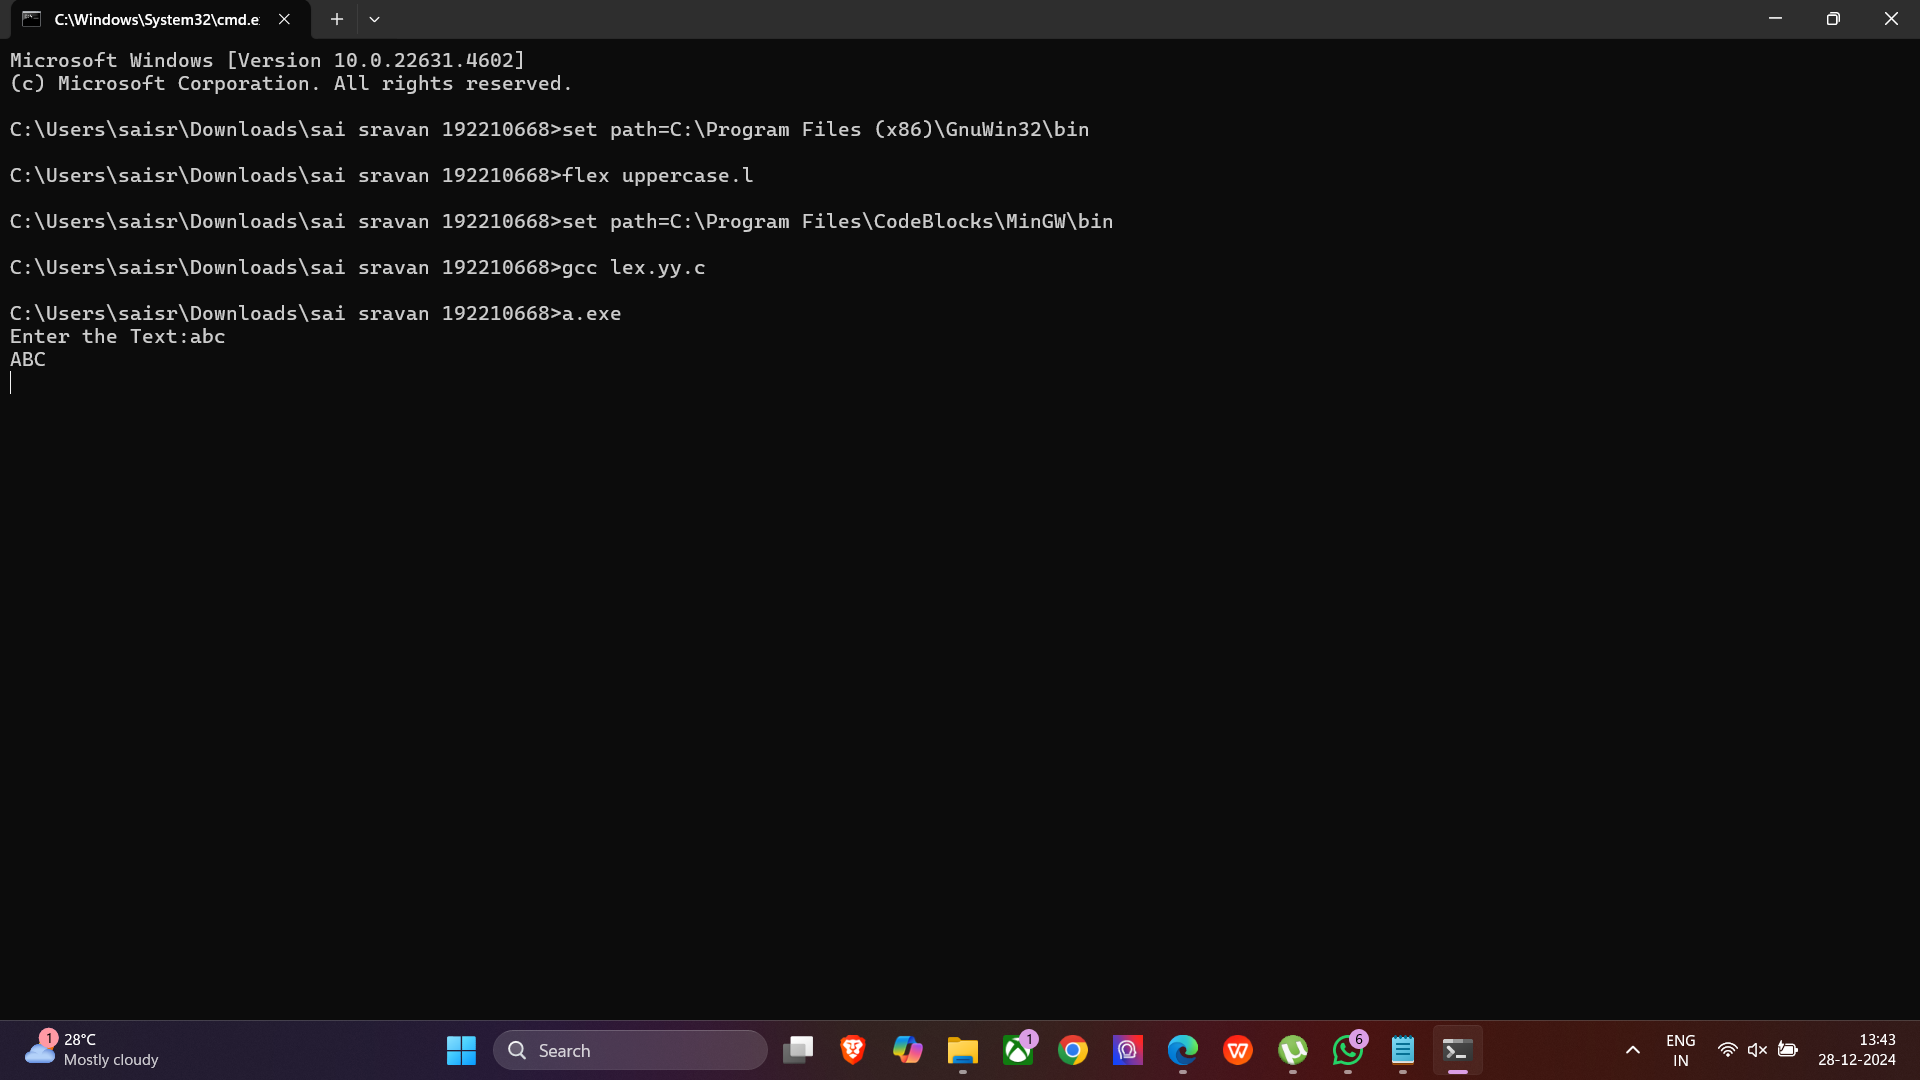 C:\Windows\System32\cmd.e
Microsoft Windows [Version 10.0.22631.4602]
(c) Microsoft Corporation. All rights reserved.
C:\Users\saisr\Downloads\sai sravan 192210668>set path=C:\Program Files (x86)\GnuWin32\bin
C:\Users\saisr\Downloads\sai sravan 192210668>flex uppercase.l
C:\Users\saisr\Downloads\sai sravan 192210668>set path=C:\Program Files\CodeBlocks\MinGW\bin
C:\Users\saisr\Downloads\sai sravan 192210668>gcc lex.yy.c
C:\Users\saisr\Downloads\sai sravan 192210668>a.exe
Enter the Text:abc
ABC
1
28°C
Mostly cloudy
Search
1
W
6
ENG
IN
13:43
28-12-2024